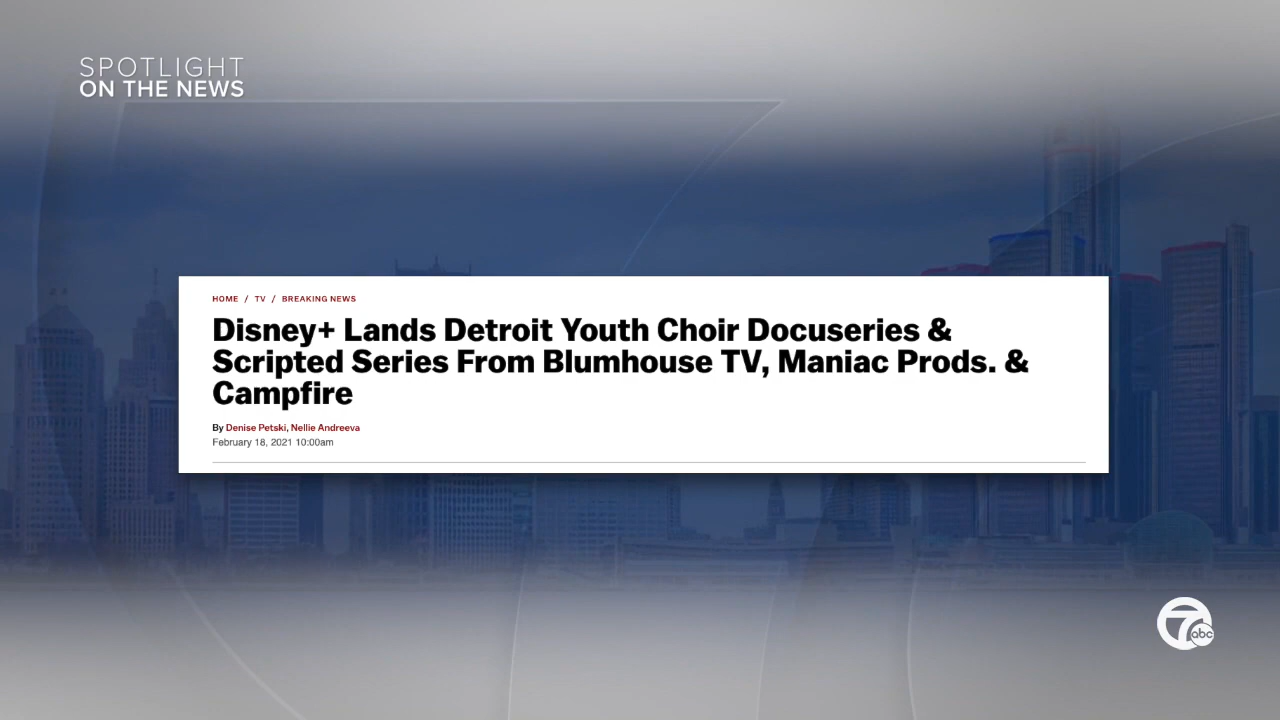 SPOTLIGHT
ON THE NEWS
HOME / TV / BREAKING NEWS
Disney+ Lands Detroit Youth Choir Docuseries &
Scripted Series From Blumhouse TV, Maniac Prods. &
Campfire
By Denise Petski, Nellie Andreeva
February 18, 2021 10:00am
7 abc